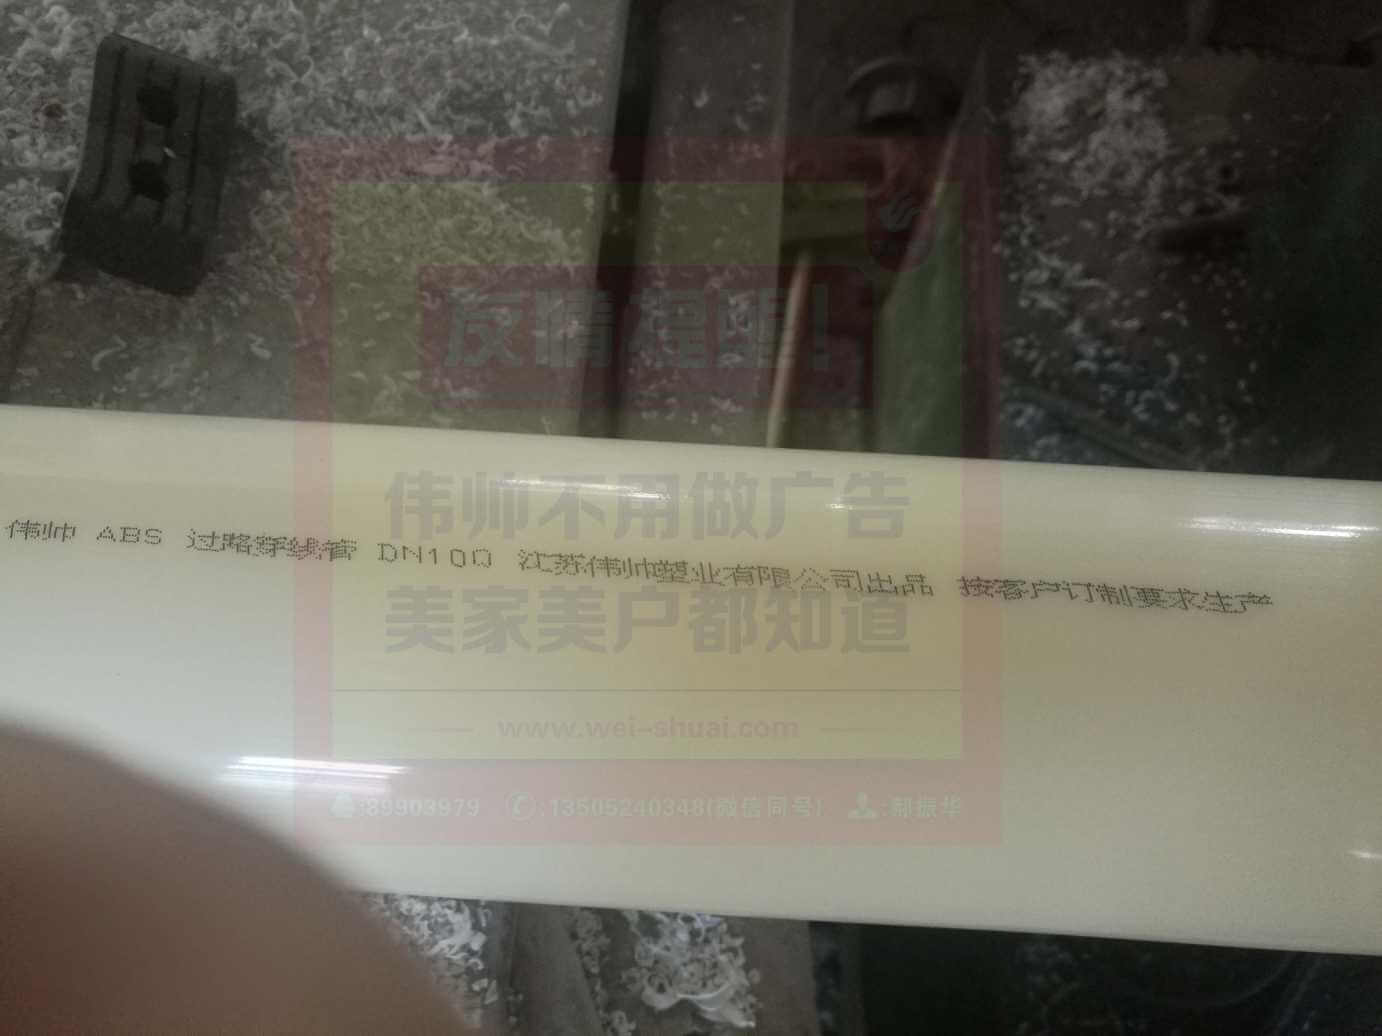 反情程盟!
伟帅不用做广告
伟帅 ABS 过路穿线管 DN100 江苏伟帅塑业有限公司出品 按客户订制要求生产
美家美户都知道
www.wei-shuai.com
:89903979 :13505240348(微信同号) :郝振华